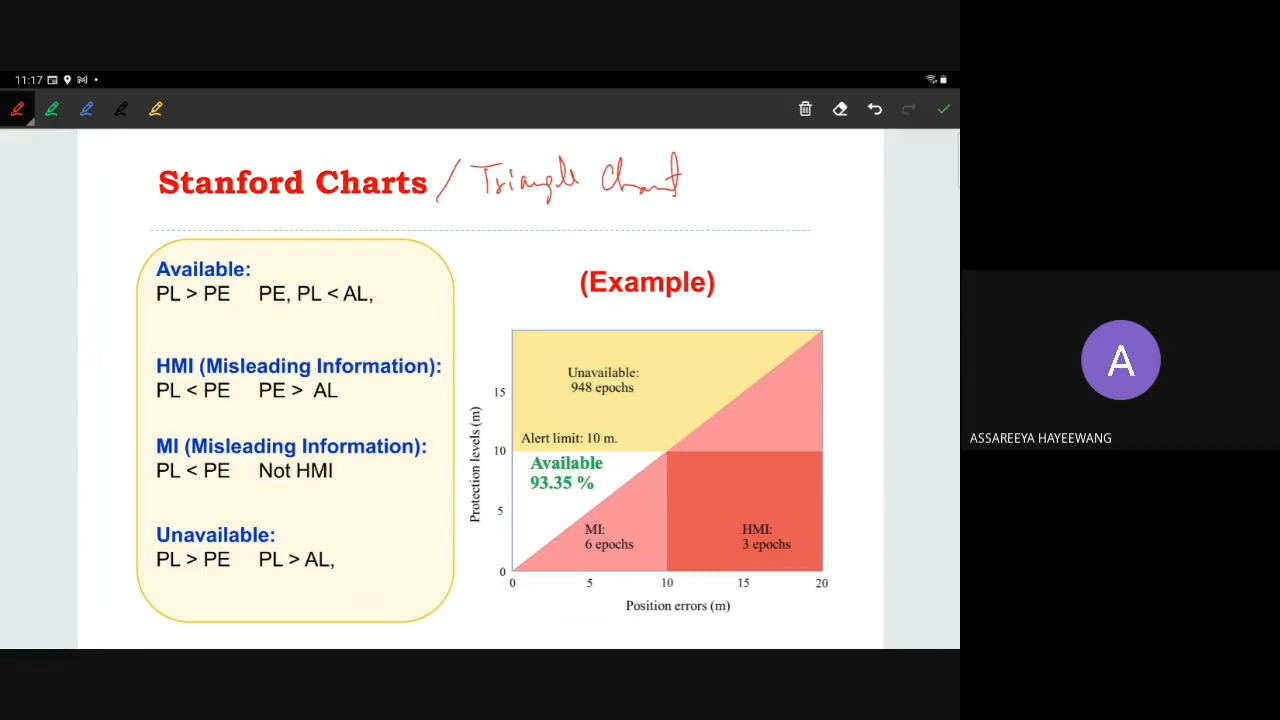 11:17
Stanford Charts / Triangle Chart
Available:
PL > PE PE, PL < AL,
HMI (Misleading Information):
PL < PE PE > AL
MI (Misleading Information):
PL < PE Not HMI
Unavailable:
PL > PE PL > AL,
(Example)
Unavailable:
948 epochs
Alert limit: 10 m.
Available
93.35 %
MI:
6 epochs
HMI:
3 epochs
Protection levels (m)
15
10
5
0
0 5 10 15 20
Position errors (m)
A
ASSAREEYA HAYEEWANG